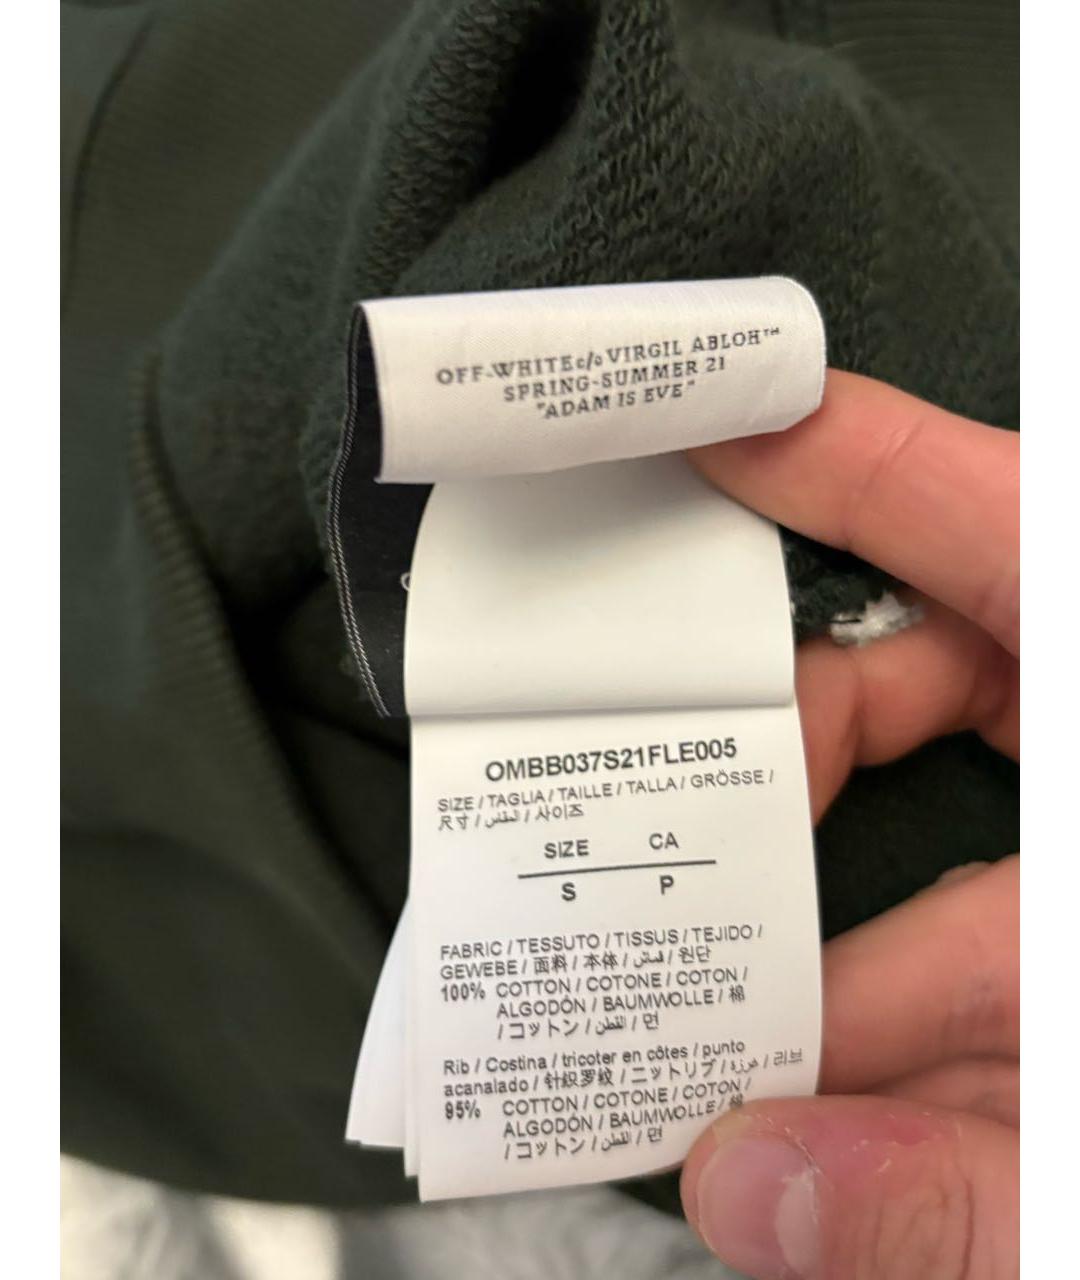 OFF-WHITE c/o VIRGIL ABLOH™
SPRING-SUMMER 21
"ADAM IS EVE"
OMBB037S21FLE005
SIZE / TAGLIA / TAILLE / TALLA / GRÖSSE /
尺寸 / المقاس / 사이즈
SIZE CA
S P
FABRIC / TESSUTO / TISSUS / TEJIDO /
GEWEBE / 面料 / 本体 / قماش / 원단
100% COTTON / COTONE / COTON /
ALGODÓN / BAUMWOLLE / 棉
/ コットン / القطن / 면
Rib / Costina / tricoter en côtes / punto
acanalado / 针织罗纹 / ニットリブ / غرزة / 리브
95% COTTON / COTONE / COTON /
ALGODÓN / BAUMWOLLE / 棉
/ コットン / القطن / 면